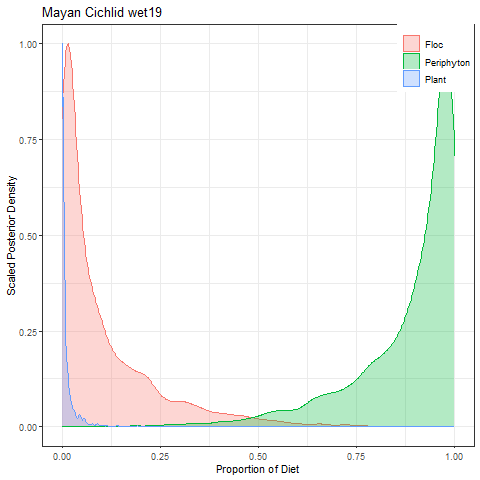 Mayan Cichlid wet19
Floc
Periphyton
Plant
1.00
0.75
0.50
0.25
0.00
Scaled Posterior Density
0.00
0.25
0.50
0.75
1.00
Proportion of Diet